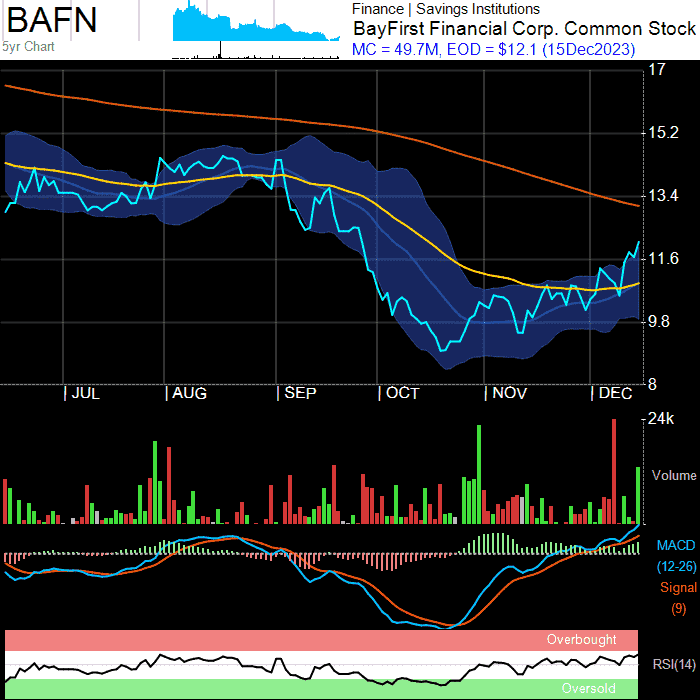 BAFN
5yr Chart
Finance | Savings Institutions
BayFirst Financial Corp. Common Stock
MC = 49.7M, EOD = $12.1 (15Dec2023)
17
15.2
13.4
11.6
9.8
8
| JUL | AUG | SEP | OCT | NOV | DEC
24k
Volume
MACD
(12-26)
Signal
(9)
Overbought
RSI(14)
Oversold